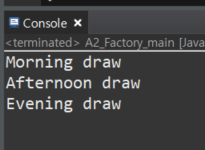 Console
<terminated> A2_Factory_main [Java
Morning draw
Afternoon draw
Evening draw